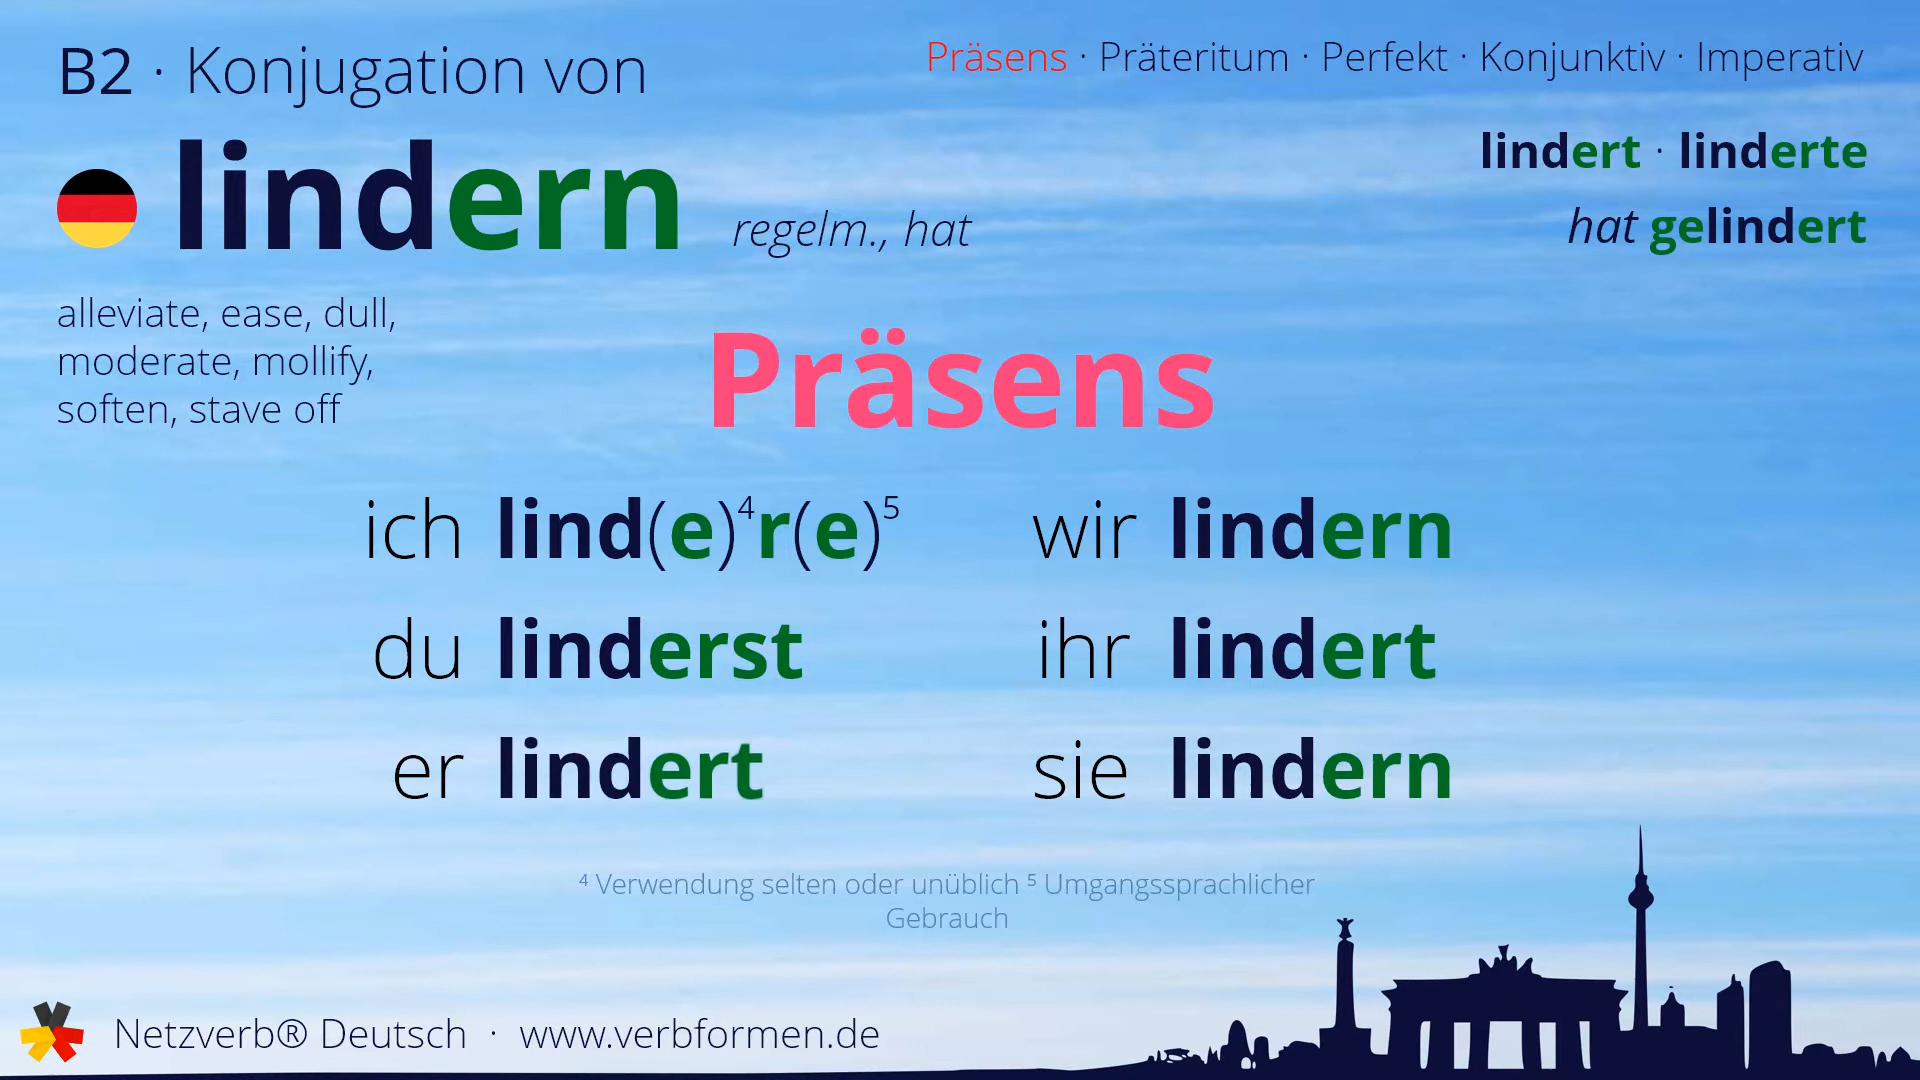 B2 · Konjugation von
Präsens · Präteritum · Perfekt · Konjunktiv · Imperativ
lindern regelm., hat
lindert · linderte
hat gelindert
alleviate, ease, dull,
moderate, mollify,
soften, stave off
Präsens
ich lind(e)⁴r(e)⁵
du linderst
er lindert
wir lindern
ihr lindert
sie lindern
⁴ Verwendung selten oder unüblich ⁵ Umgangssprachlicher
Gebrauch
Netzverb® Deutsch · www.verbformen.de